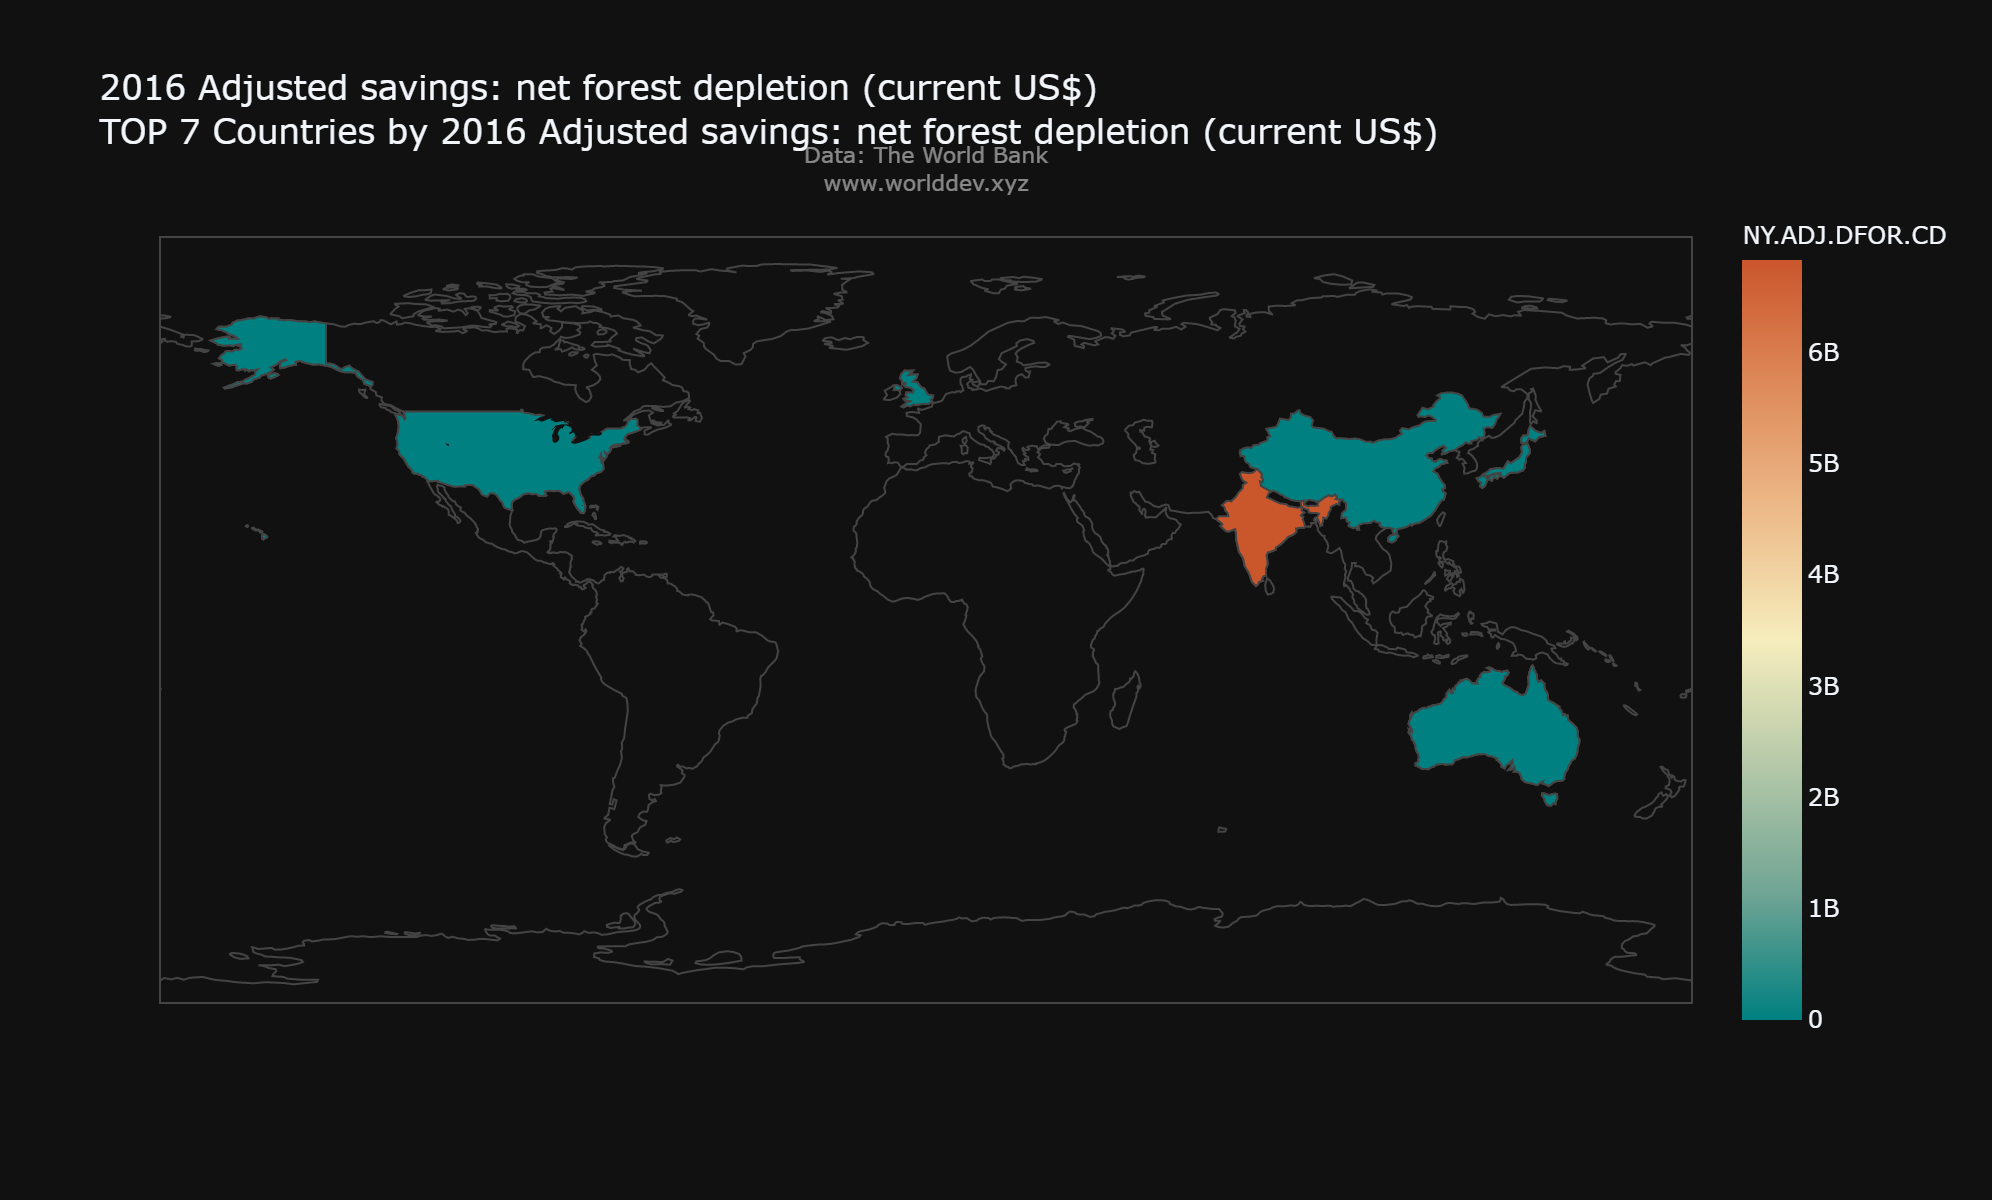 2016 Adjusted savings: net forest depletion (current US$)
TOP 7 Countries by 2016 Adjusted savings: net forest depletion (current US$)
Data: The World Bank
www.worlddev.xyz
NY.ADJ.DFOR.CD
6B
5B
4B
3B
2B
1B
0